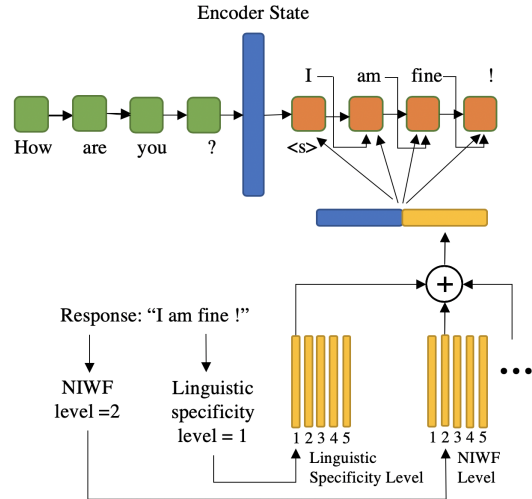 Encoder State
I am fine !
How are you ? <s>
+
Response: “I am fine !”
NIWF
level =2
Linguistic
specificity
level = 1
1 2 3 4 5
Linguistic
Specificity Level
1 2 3 4 5
NIWF
Level
...